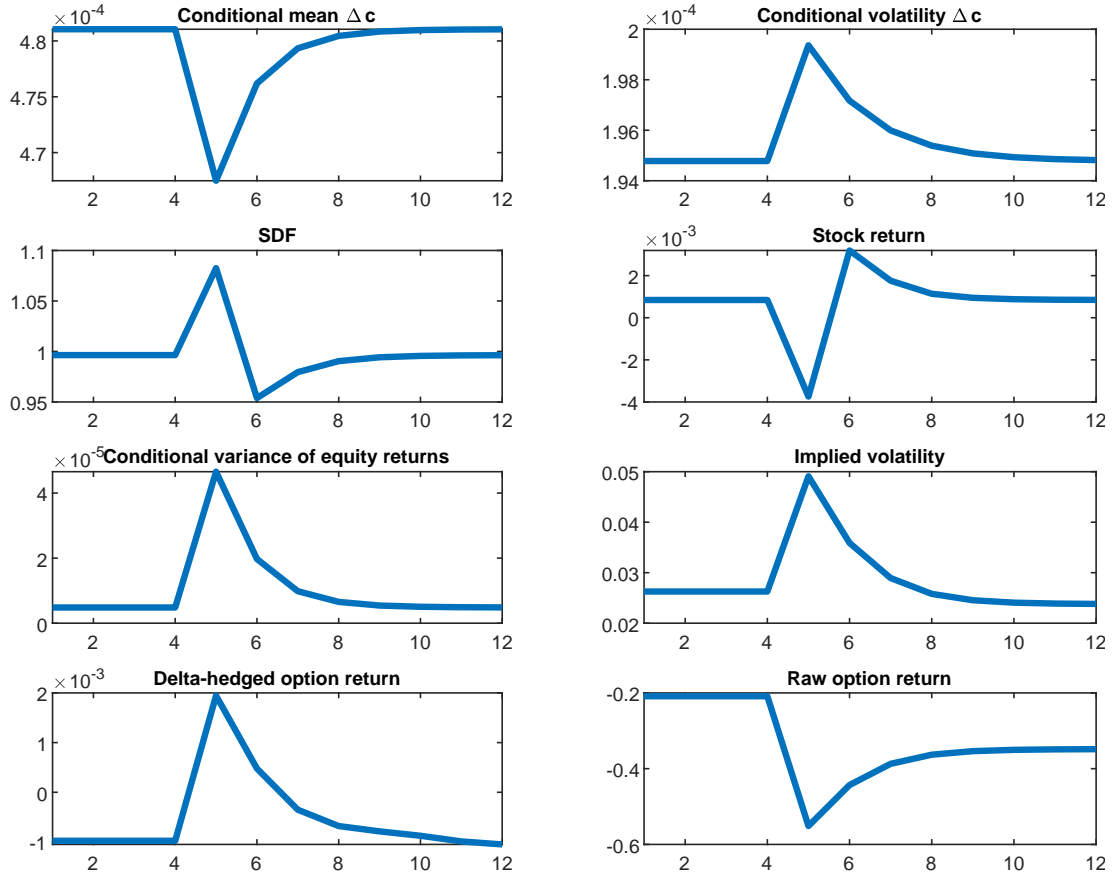 ×10⁻⁴ Conditional mean Δ c
4.8
4.75
4.7
2 4 6 8 10 12
×10⁻⁴ Conditional volatility Δ c
2
1.98
1.96
1.94
2 4 6 8 10 12
SDF
1.1
1.05
1
0.95
2 4 6 8 10 12
×10⁻³ Stock return
2
0
-2
-4
2 4 6 8 10 12
×10⁻⁵ Conditional variance of equity returns
4
2
0
2 4 6 8 10 12
Implied volatility
0.05
0.04
0.03
0.02
2 4 6 8 10 12
×10⁻³ Delta-hedged option return
2
1
0
-1
2 4 6 8 10 12
Raw option return
-0.2
-0.4
-0.6
2 4 6 8 10 12